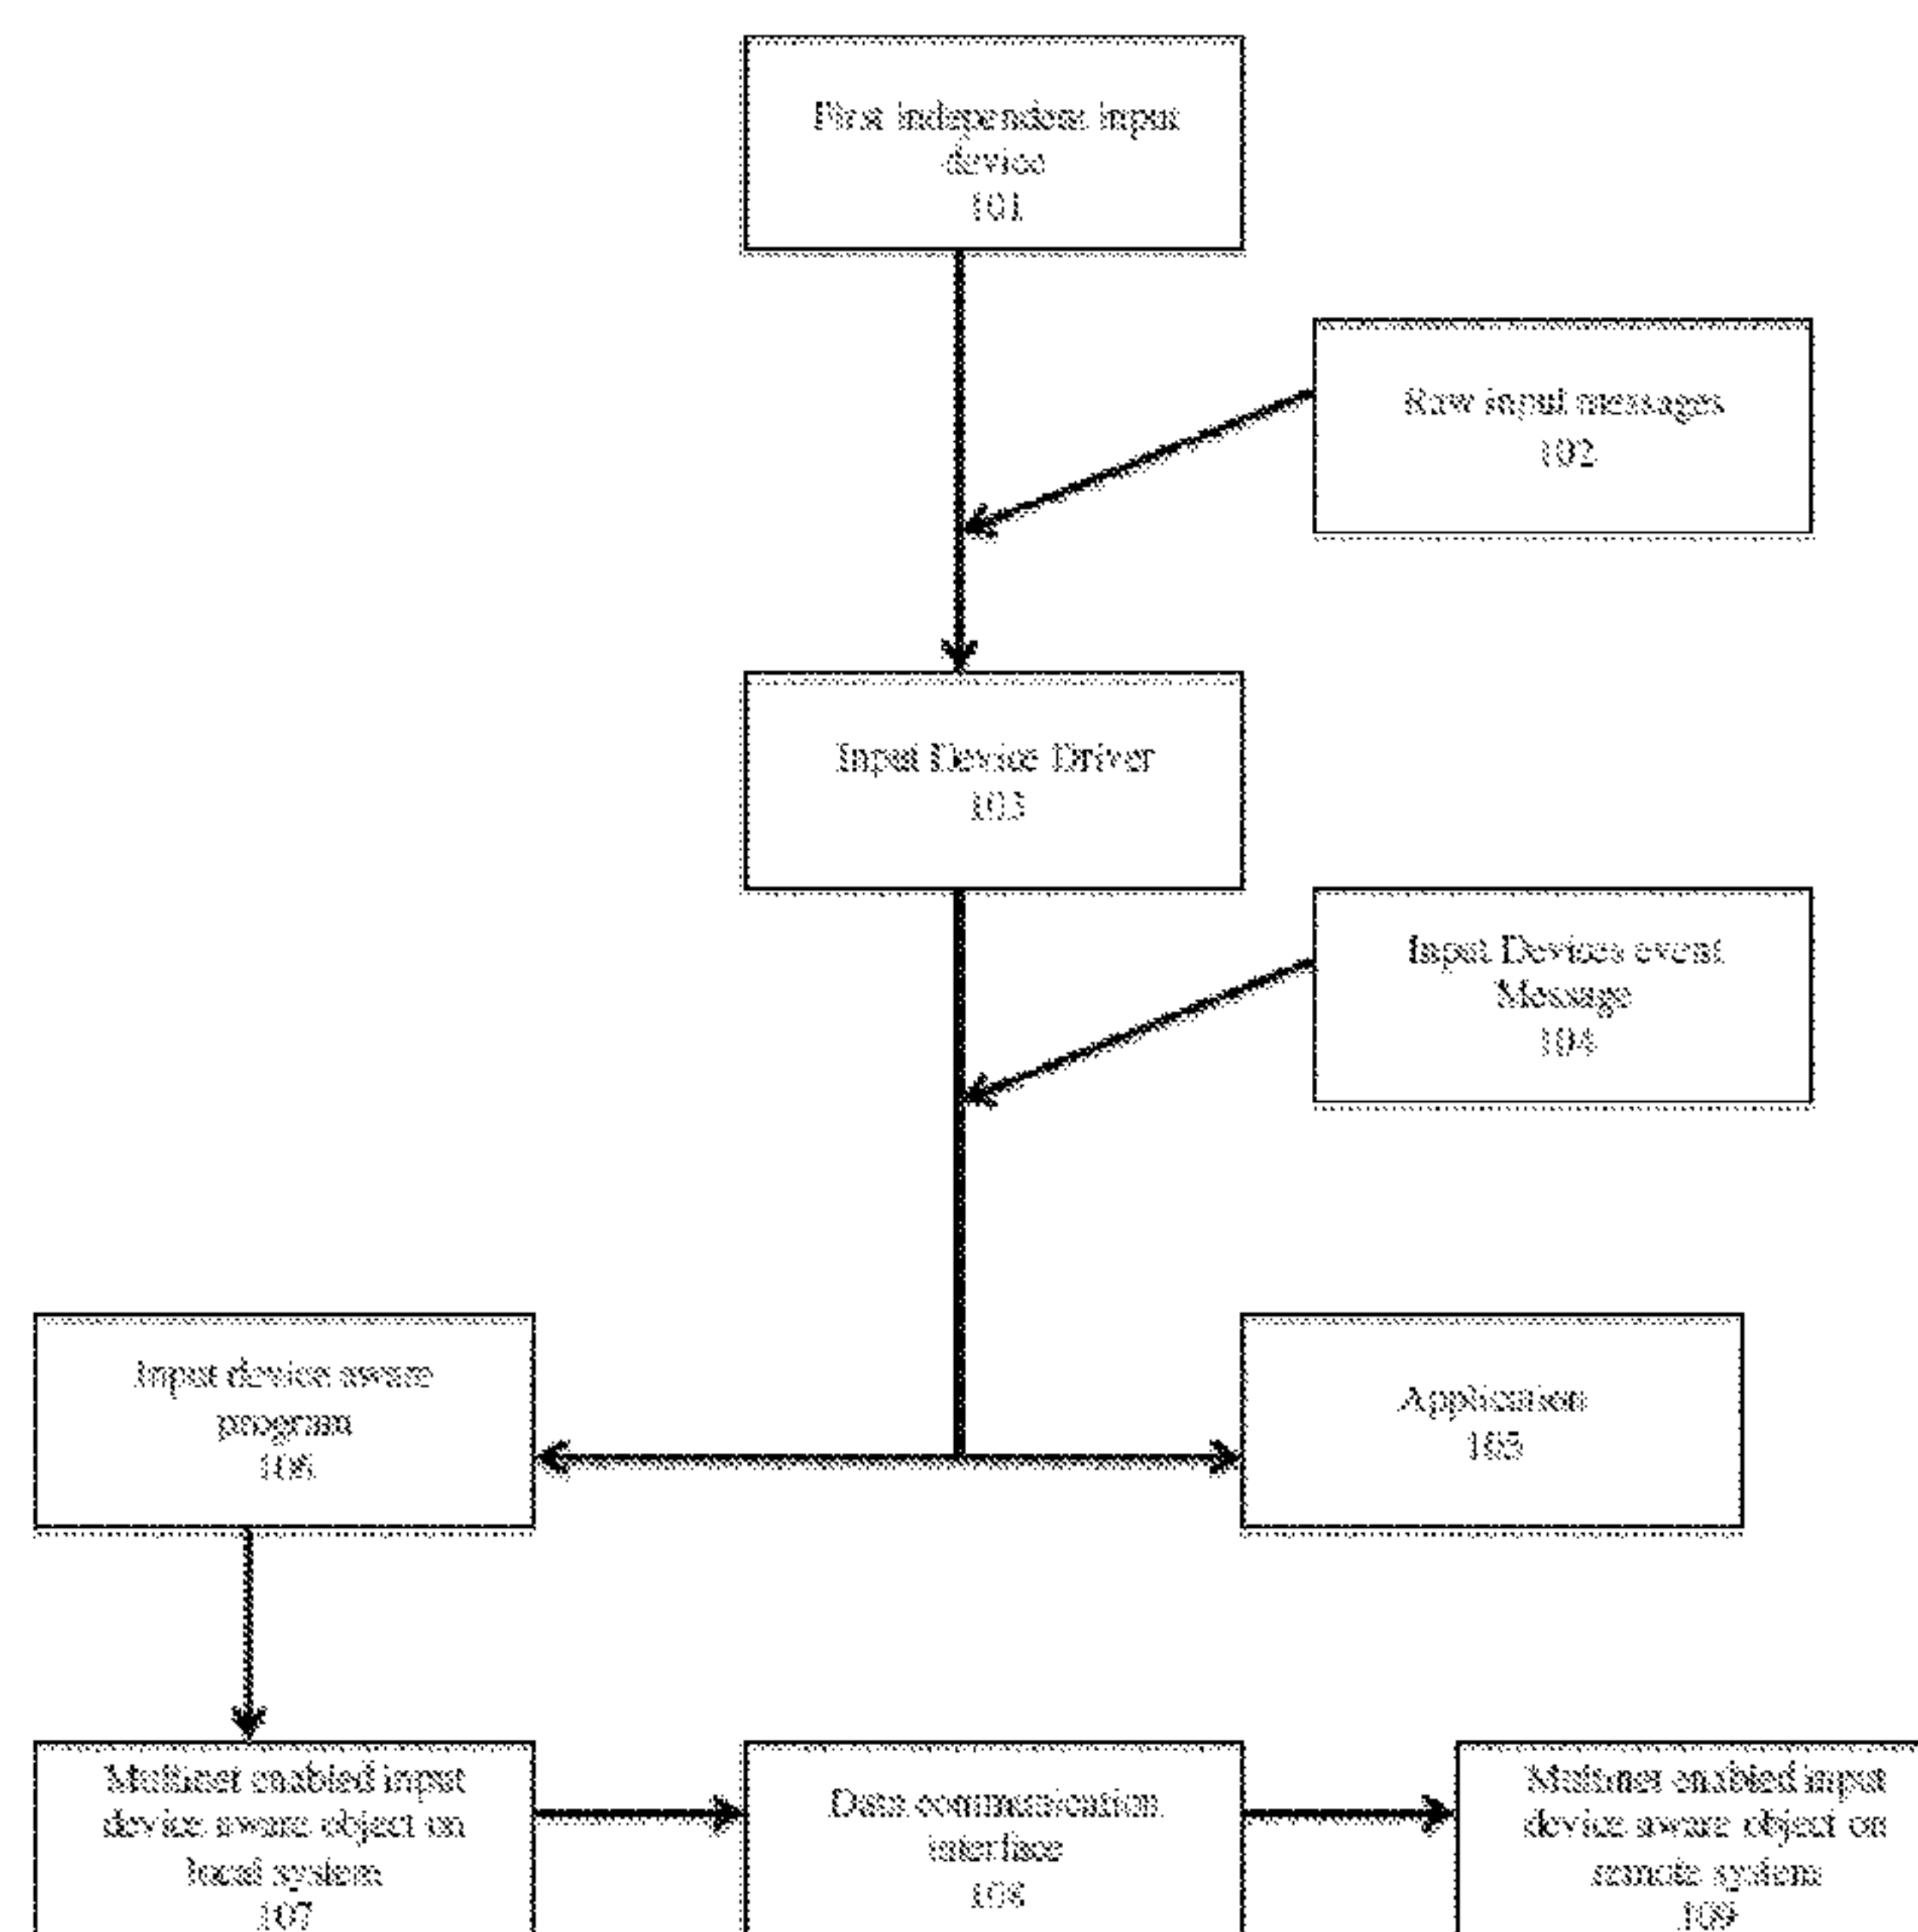 First independent input
device
101
Raw input messages
102
Input Device Driver
103
Input Devices event
Message
104
Input device aware
program
106
Application
105
Multinet enabled input
device aware object on
local system
107
Data communication
interface
108
Multinet enabled input
device aware object on
remote system
109